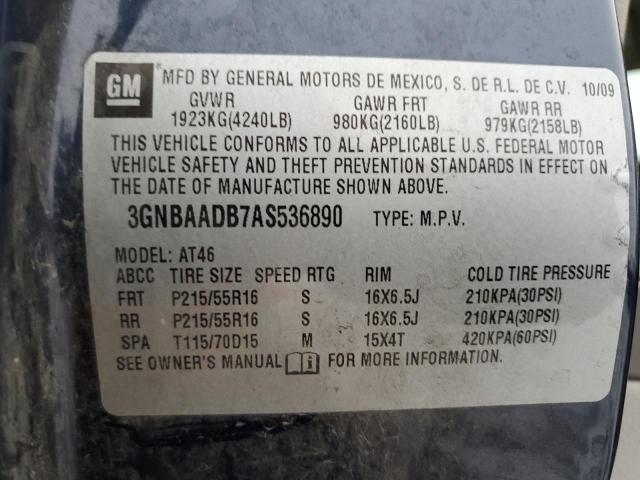 GM ® MFD BY GENERAL MOTORS DE MEXICO, S. DE R.L. DE C.V. 10/09
GVWR GAWR FRT GAWR RR
1923KG(4240LB) 980KG(2160LB) 979KG(2158LB)
THIS VEHICLE CONFORMS TO ALL APPLICABLE U.S. FEDERAL MOTOR
VEHICLE SAFETY AND THEFT PREVENTION STANDARDS IN EFFECT ON
THE DATE OF MANUFACTURE SHOWN ABOVE.
3GNBAADB7AS536890 TYPE: M.P.V.
MODEL: AT46
ABCC TIRE SIZE SPEED RTG RIM COLD TIRE PRESSURE
FRT P215/55R16 S 16X6.5J 210KPA(30PSI)
RR P215/55R16 S 16X6.5J 210KPA(30PSI)
SPA T115/70D15 M 15X4T 420KPA(60PSI)
SEE OWNER'S MANUAL FOR MORE INFORMATION.